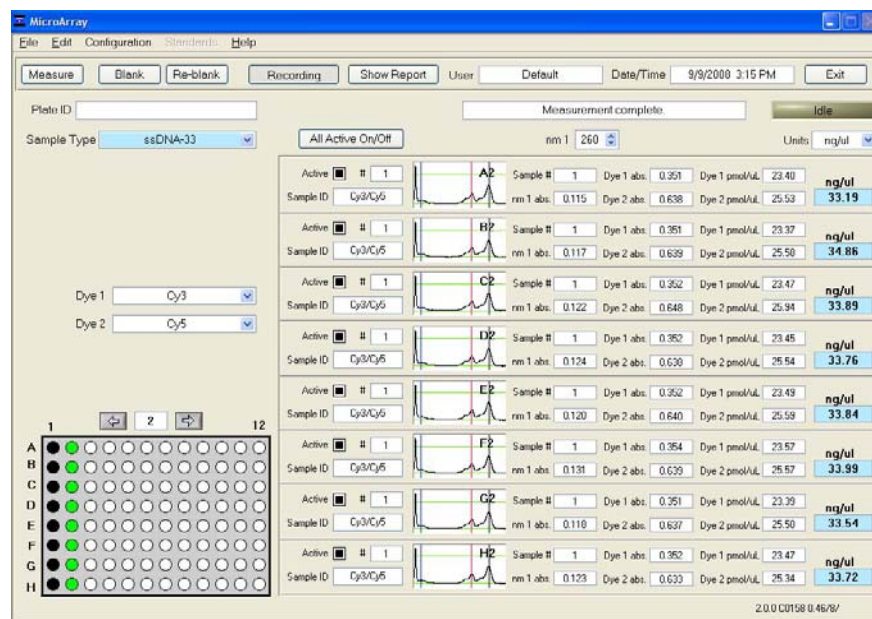 MicroArray
File Edit Configuration Standards Help
Measure Blank Re-blank Recording Show Report User Default Date/Time 9/9/2008 3:15 PM Exit
Plate ID Measurement complete. Idle
Sample Type ssDNA-33 All Active On/Off nm 1 260 Units ng/ul
Active # 1 A2 Sample # 1 Dye 1 abs. 0.351 Dye 1 pmol/uL 23.40 ng/ul
Sample ID Cy3/Cy5 nm 1 abs. 0.115 Dye 2 abs. 0.638 Dye 2 pmol/uL 25.53 33.19
Active # 1 B2 Sample # 1 Dye 1 abs. 0.351 Dye 1 pmol/uL 23.37 ng/ul
Sample ID Cy3/Cy5 nm 1 abs. 0.117 Dye 2 abs. 0.639 Dye 2 pmol/uL 25.50 34.86
Active # 1 C2 Sample # 1 Dye 1 abs. 0.352 Dye 1 pmol/uL 23.47 ng/ul
Sample ID Cy3/Cy5 nm 1 abs. 0.122 Dye 2 abs. 0.648 Dye 2 pmol/uL 25.94 33.89
Dye 1 Cy3
Dye 2 Cy5
Active # 1 D2 Sample # 1 Dye 1 abs. 0.352 Dye 1 pmol/uL 23.45 ng/ul
Sample ID Cy3/Cy5 nm 1 abs. 0.124 Dye 2 abs. 0.638 Dye 2 pmol/uL 25.54 33.76
Active # 1 E2 Sample # 1 Dye 1 abs. 0.352 Dye 1 pmol/uL 23.49 ng/ul
Sample ID Cy3/Cy5 nm 1 abs. 0.120 Dye 2 abs. 0.640 Dye 2 pmol/uL 25.59 33.84
1 2 12
A
B
C
D
E
F
G
H
Active # 1 F2 Sample # 1 Dye 1 abs. 0.354 Dye 1 pmol/uL 23.57 ng/ul
Sample ID Cy3/Cy5 nm 1 abs. 0.131 Dye 2 abs. 0.639 Dye 2 pmol/uL 25.57 33.99
Active # 1 G2 Sample # 1 Dye 1 abs. 0.351 Dye 1 pmol/uL 23.39 ng/ul
Sample ID Cy3/Cy5 nm 1 abs. 0.118 Dye 2 abs. 0.637 Dye 2 pmol/uL 25.50 33.54
Active # 1 H2 Sample # 1 Dye 1 abs. 0.352 Dye 1 pmol/uL 23.47 ng/ul
Sample ID Cy3/Cy5 nm 1 abs. 0.123 Dye 2 abs. 0.633 Dye 2 pmol/uL 25.34 33.72
2.0.0 C0158 0.46/8/